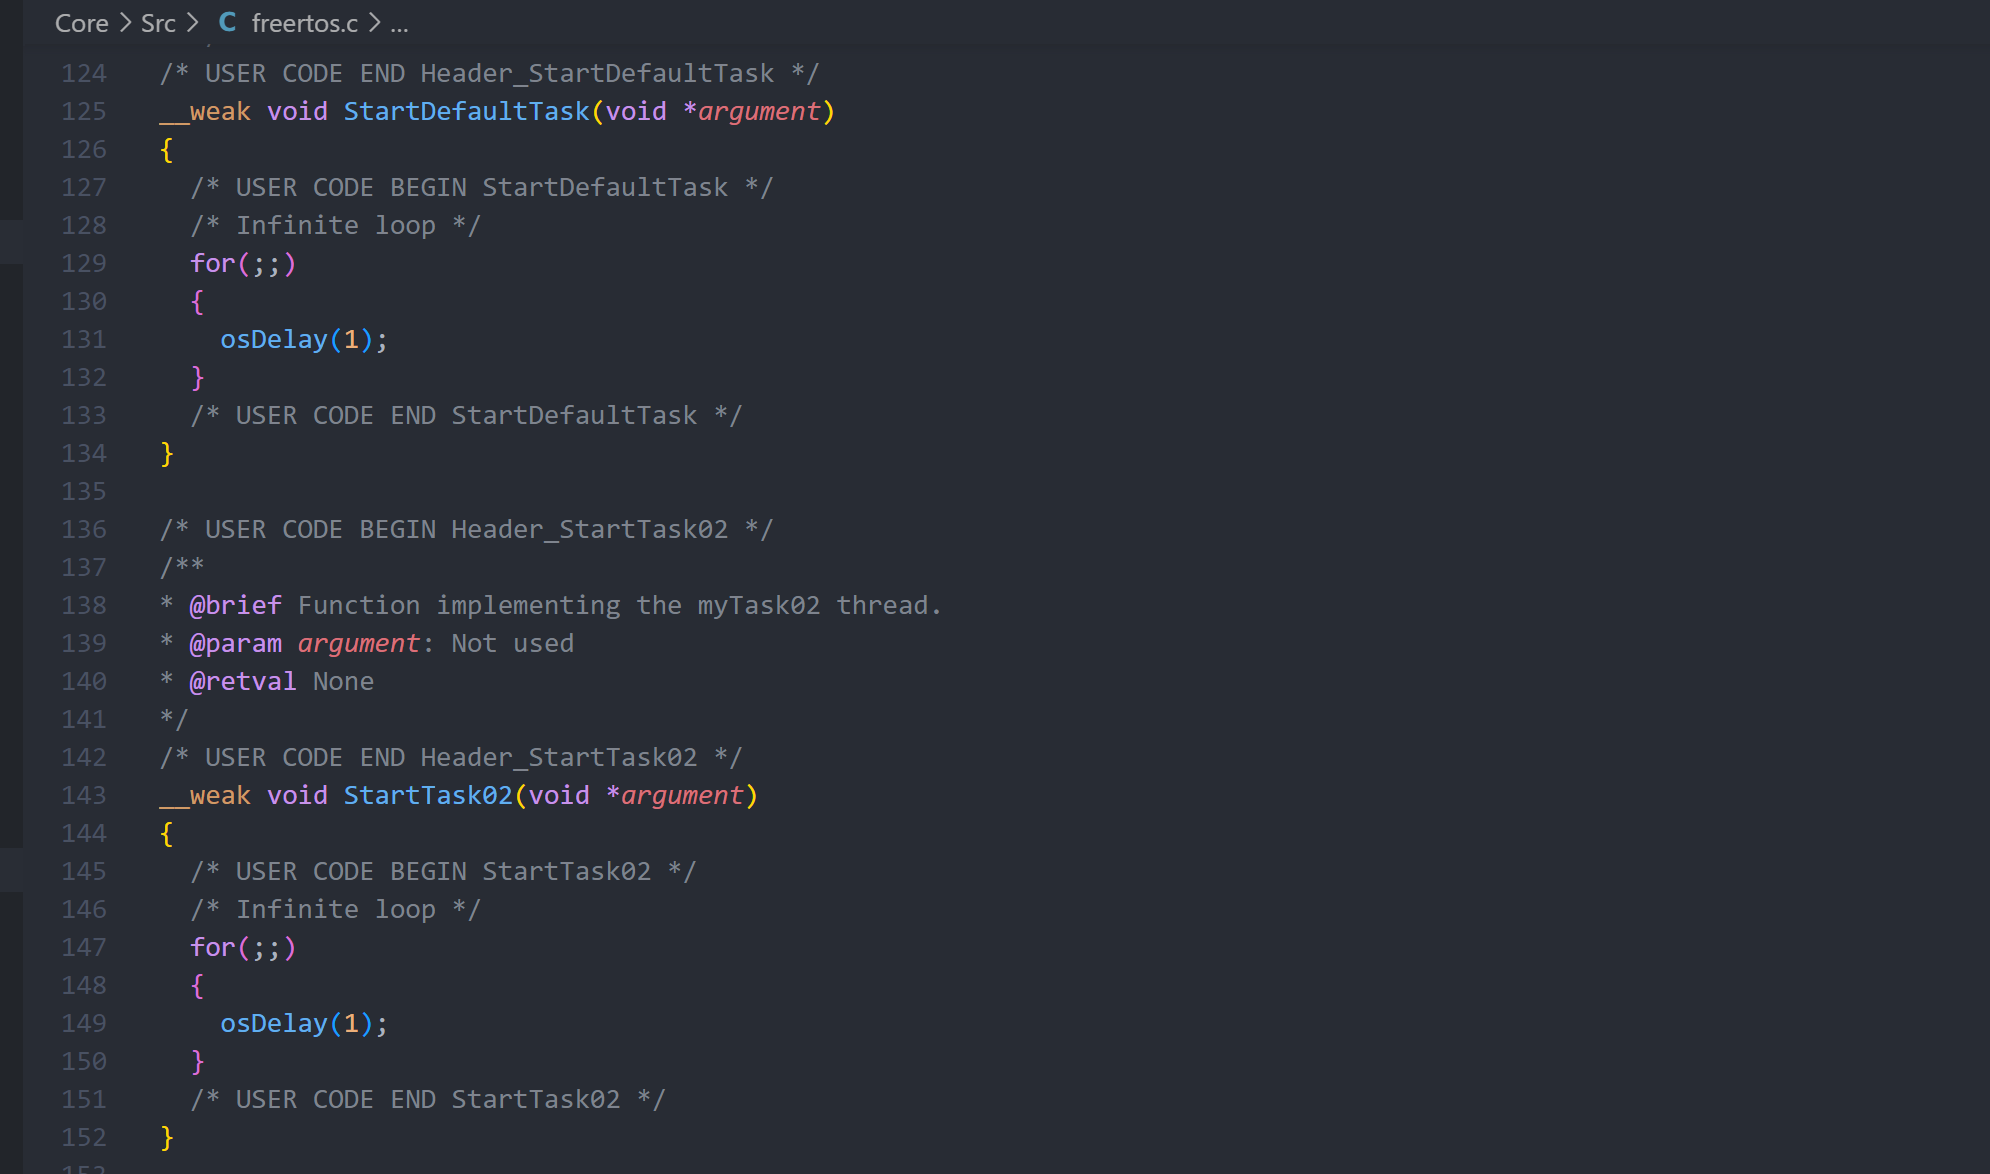 Core > Src > C freertos.c > ...
124 /* USER CODE END Header_StartDefaultTask */
125 __weak void StartDefaultTask(void *argument)
126 {
127   /* USER CODE BEGIN StartDefaultTask */
128   /* Infinite loop */
129   for(;;)
130   {
131     osDelay(1);
132   }
133   /* USER CODE END StartDefaultTask */
134 }
135
136 /* USER CODE BEGIN Header_StartTask02 */
137 /**
138 * @brief Function implementing the myTask02 thread.
139 * @param argument: Not used
140 * @retval None
141 */
142 /* USER CODE END Header_StartTask02 */
143 __weak void StartTask02(void *argument)
144 {
145   /* USER CODE BEGIN StartTask02 */
146   /* Infinite loop */
147   for(;;)
148   {
149     osDelay(1);
150   }
151   /* USER CODE END StartTask02 */
152 }